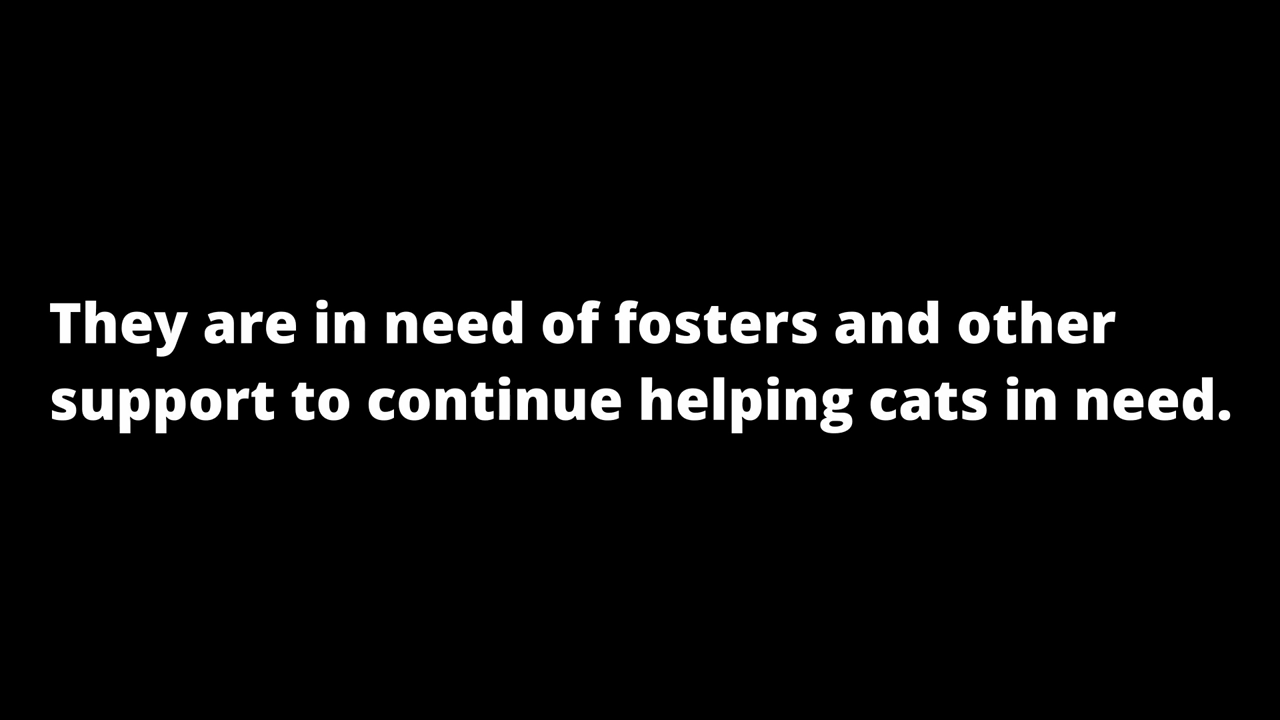 They are in need of fosters and other
support to continue helping cats in need.